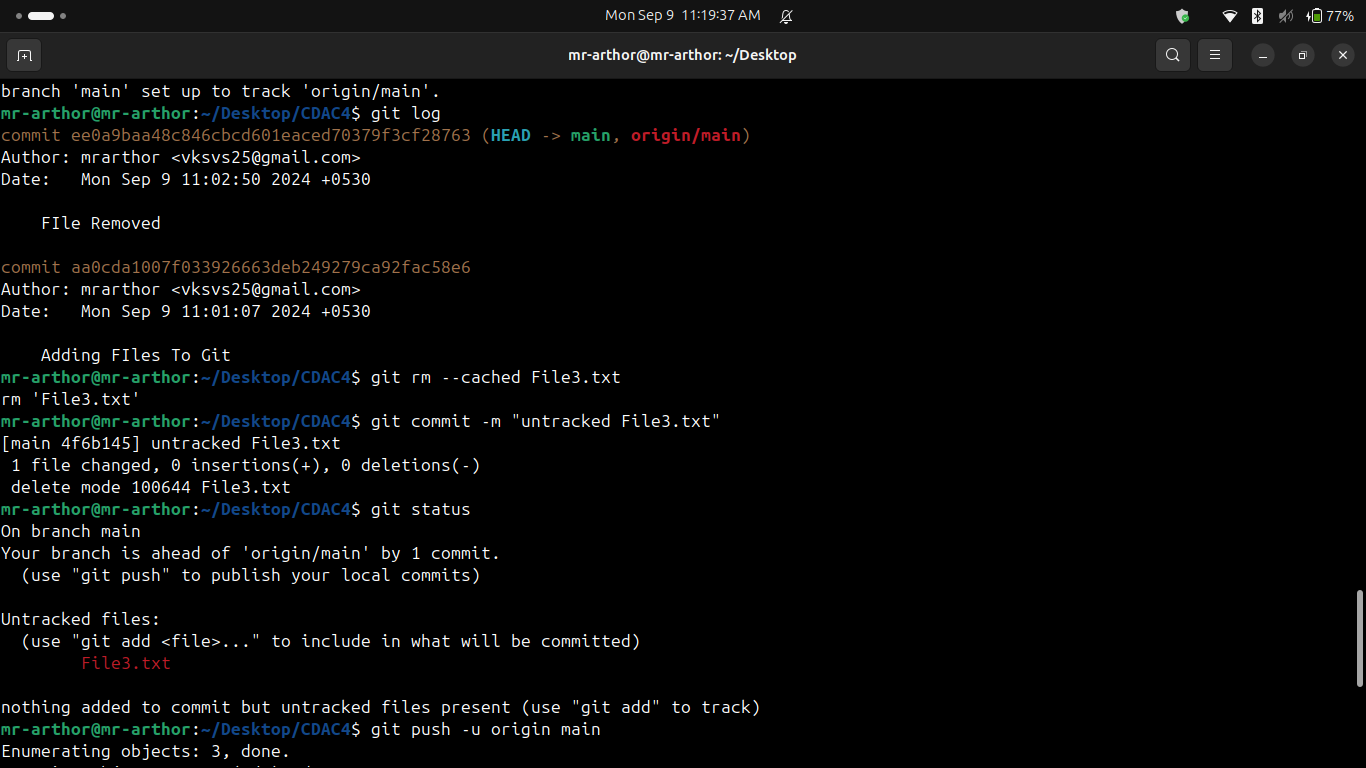 Mon Sep 9 11:19:37 AM
77%
mr-arthor@mr-arthor: ~/Desktop
branch 'main' set up to track 'origin/main'.
mr-arthor@mr-arthor:~/Desktop/CDAC4$ git log
commit ee0a9baa48c846cbcd601eaced70379f3cf28763 (HEAD -> main, origin/main)
Author: mrarthor <vksvs25@gmail.com>
Date:   Mon Sep 9 11:02:50 2024 +0530
    FIle Removed
commit aa0cda1007f033926663deb249279ca92fac58e6
Author: mrarthor <vksvs25@gmail.com>
Date:   Mon Sep 9 11:01:07 2024 +0530
    Adding FIles To Git
mr-arthor@mr-arthor:~/Desktop/CDAC4$ git rm --cached File3.txt
rm 'File3.txt'
mr-arthor@mr-arthor:~/Desktop/CDAC4$ git commit -m "untracked File3.txt"
[main 4f6b145] untracked File3.txt
 1 file changed, 0 insertions(+), 0 deletions(-)
 delete mode 100644 File3.txt
mr-arthor@mr-arthor:~/Desktop/CDAC4$ git status
On branch main
Your branch is ahead of 'origin/main' by 1 commit.
  (use "git push" to publish your local commits)
Untracked files:
  (use "git add <file>..." to include in what will be committed)
        File3.txt
nothing added to commit but untracked files present (use "git add" to track)
mr-arthor@mr-arthor:~/Desktop/CDAC4$ git push -u origin main
Enumerating objects: 3, done.